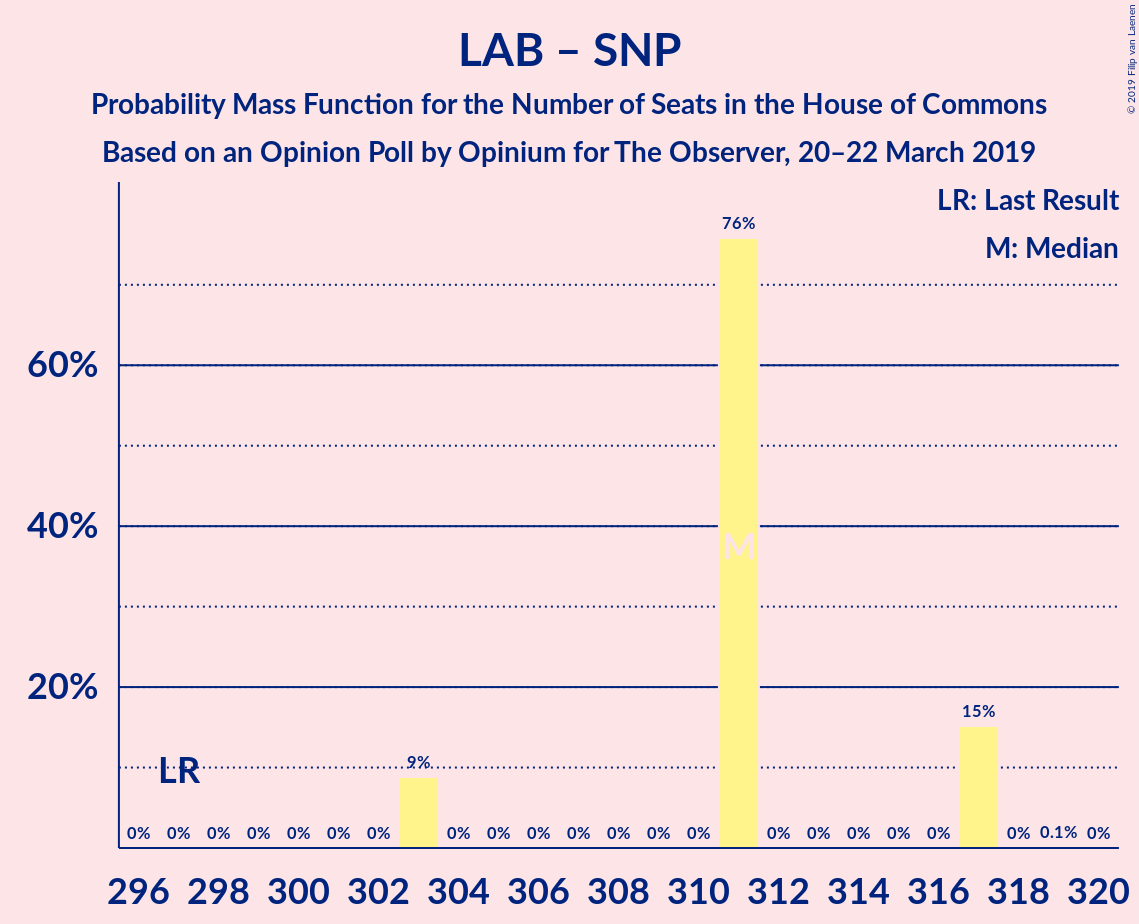 LAB – SNP
Probability Mass Function for the Number of Seats in the House of Commons
Based on an Opinion Poll by Opinium for The Observer, 20–22 March 2019
© 2019 Filip van Laenen
LR: Last Result
M: Median
76%
60%
40%
M
20%
15%
LR
9%
0% 0% 0% 0% 0% 0% 0% 0% 0% 0% 0% 0% 0% 0% 0% 0% 0% 0% 0% 0% 0.1% 0%
296 298 300 302 304 306 308 310 312 314 316 318 320